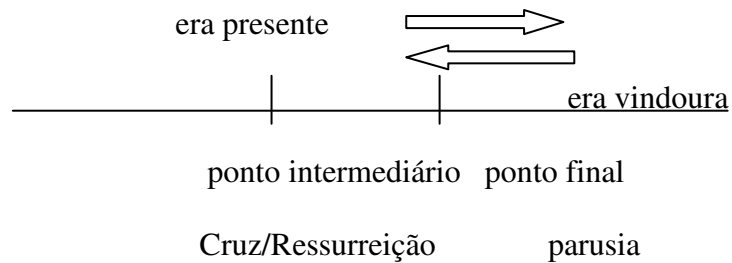 era presente
era vindoura
ponto intermediário ponto final
Cruz/Ressurreição parusia